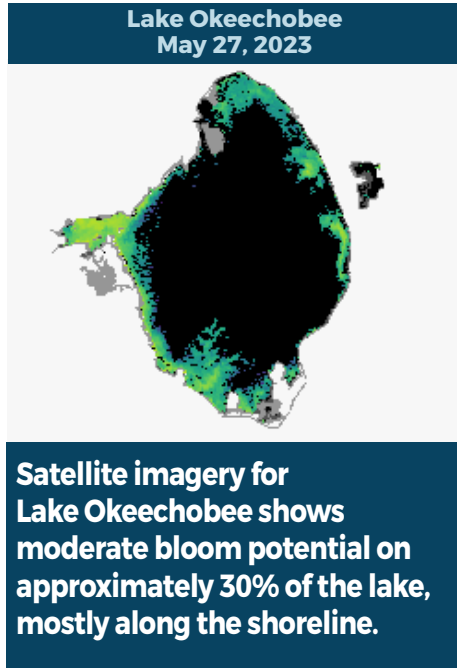 Lake Okeechobee
May 27, 2023
Satellite imagery for
Lake Okeechobee shows
moderate bloom potential on
approximately 30% of the lake,
mostly along the shoreline.